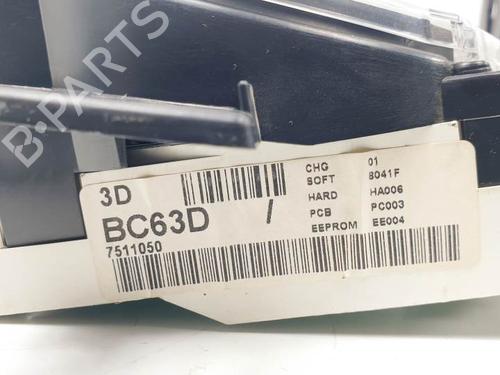 B-PARTS
3D
BC63D /
7511050
CHG 01
SOFT 8041F
HARD HA006
PCB PC003
EEPROM EE004